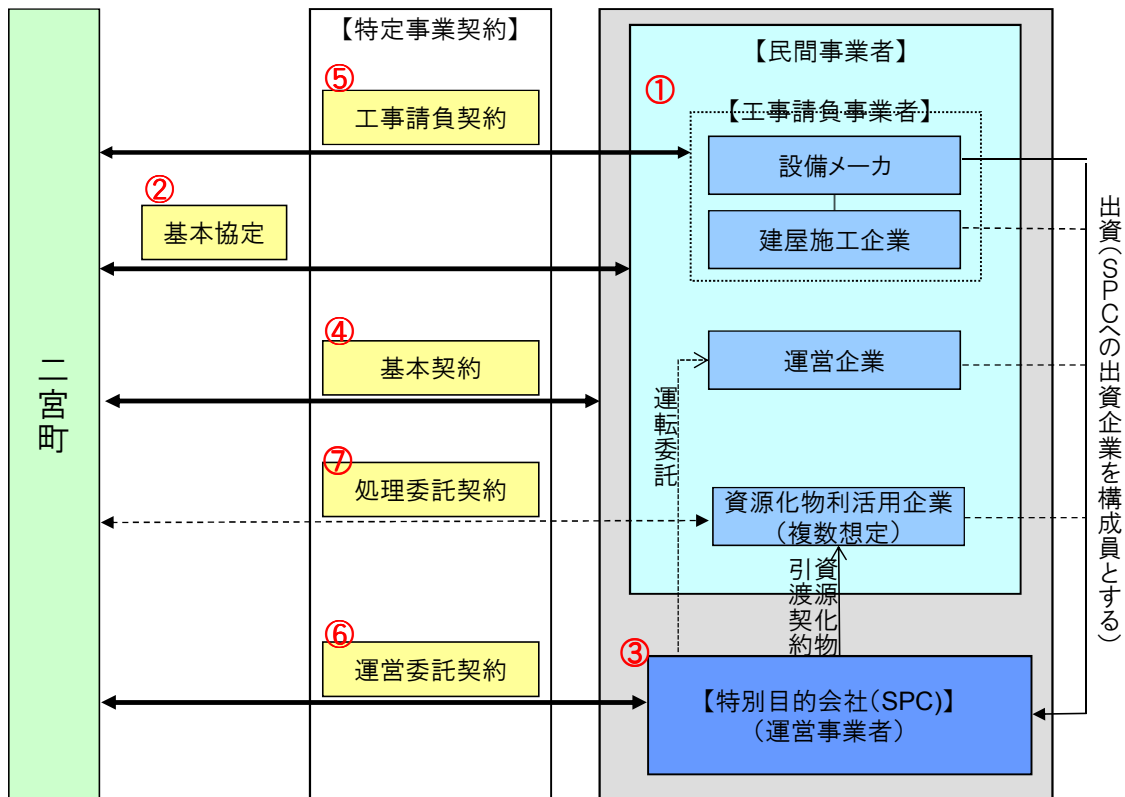 【特定事業契約】
【民間事業者】
⑤
工事請負契約
①
【工事請負事業者】
設備メーカ
建屋施工企業
②
基本協定
④
基本契約
運営企業
二宮町
運転委託
⑦
処理委託契約
資源化物利活用企業
（複数想定）
資源化物
引渡契約
⑥
運営委託契約
③
【特別目的会社（SPC)】
（運営事業者）
出資（ＳＰＣへの出資企業を構成員とする）